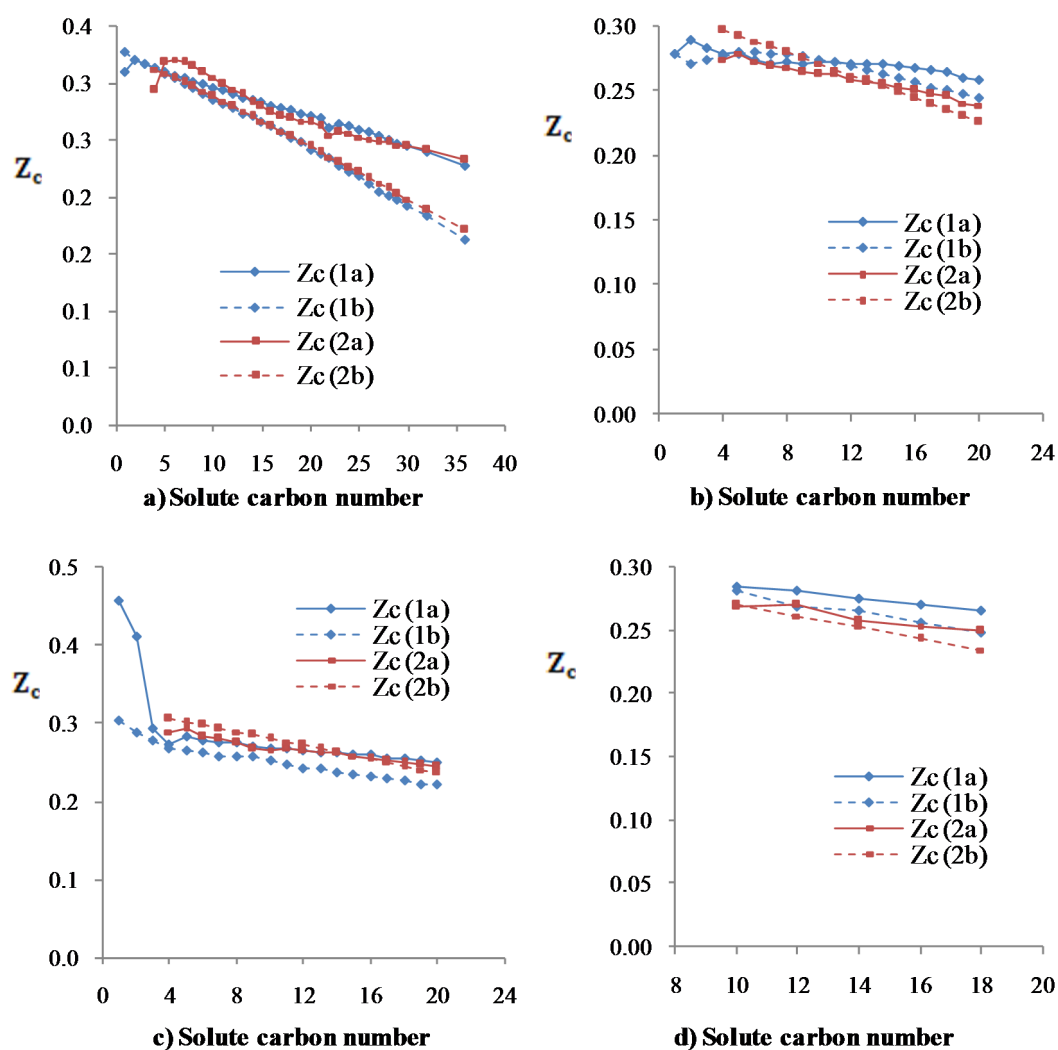 0.4
0.3
0.3
0.2
0.2
0.1
0.1
0.0
Zc
0 5 10 15 20 25 30 35 40
Zc (1a)
Zc (1b)
Zc (2a)
Zc (2b)
a) Solute carbon number
0.30
0.25
0.20
0.15
0.10
0.05
0.00
Zc
0 4 8 12 16 20 24
Zc (1a)
Zc (1b)
Zc (2a)
Zc (2b)
b) Solute carbon number
0.5
0.4
0.3
0.2
0.1
0.0
Zc
0 4 8 12 16 20 24
Zc (1a)
Zc (1b)
Zc (2a)
Zc (2b)
c) Solute carbon number
0.30
0.25
0.20
0.15
0.10
0.05
0.00
Zc
8 10 12 14 16 18 20
Zc (1a)
Zc (1b)
Zc (2a)
Zc (2b)
d) Solute carbon number